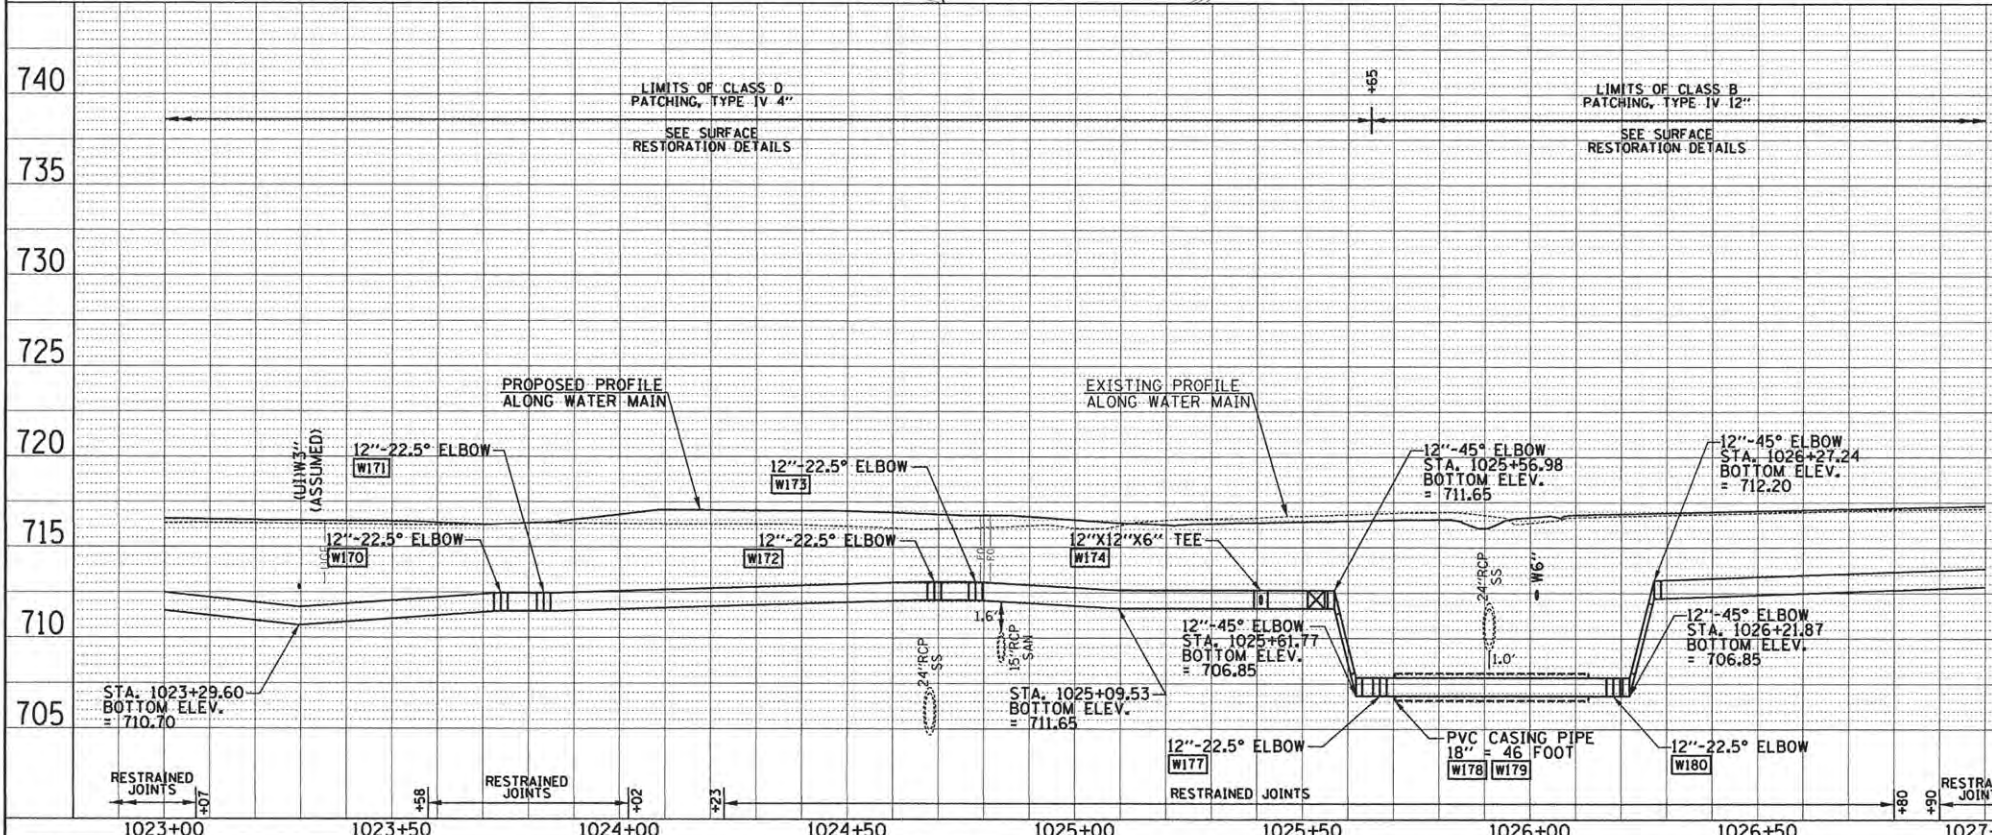 740
735
730
725
720
715
710
705
LIMITS OF CLASS D
PATCHING, TYPE IV 4"
SEE SURFACE
RESTORATION DETAILS
+65
LIMITS OF CLASS B
PATCHING, TYPE IV 12"
SEE SURFACE
RESTORATION DETAILS
PROPOSED PROFILE
ALONG WATER MAIN
EXISTING PROFILE
ALONG WATER MAIN
(UI)W3"
(ASSUMED)
12"-22.5° ELBOW
W171
12"-22.5° ELBOW
W173
12"-45° ELBOW
STA. 1025+56.98
BOTTOM ELEV.
= 711.65
12"-45° ELBOW
STA. 1026+27.24
BOTTOM ELEV.
= 712.20
12"-22.5° ELBOW
W170
12"-22.5° ELBOW
W172
FO
FO
12"X12"X6" TEE
W174
24"RCP
SS
W6"
1.6'
15"RCP
SAN
24"RCP
SS
12"-45° ELBOW
STA. 1025+61.77
BOTTOM ELEV.
= 706.85
1.0'
12"-45° ELBOW
STA. 1026+21.87
BOTTOM ELEV.
= 706.85
STA. 1023+29.60
BOTTOM ELEV.
= 710.70
STA. 1025+09.53
BOTTOM ELEV.
= 711.65
12"-22.5° ELBOW
W177
PVC CASING PIPE
18" = 46 FOOT
W178 W179
12"-22.5° ELBOW
W180
RESTRAINED
JOINTS
+07
+58
RESTRAINED
JOINTS
+02
+23
RESTRAINED JOINTS
+80
+90
RESTRA
JOINT
1023+00 1023+50 1024+00 1024+50 1025+00 1025+50 1026+00 1026+50 1027+